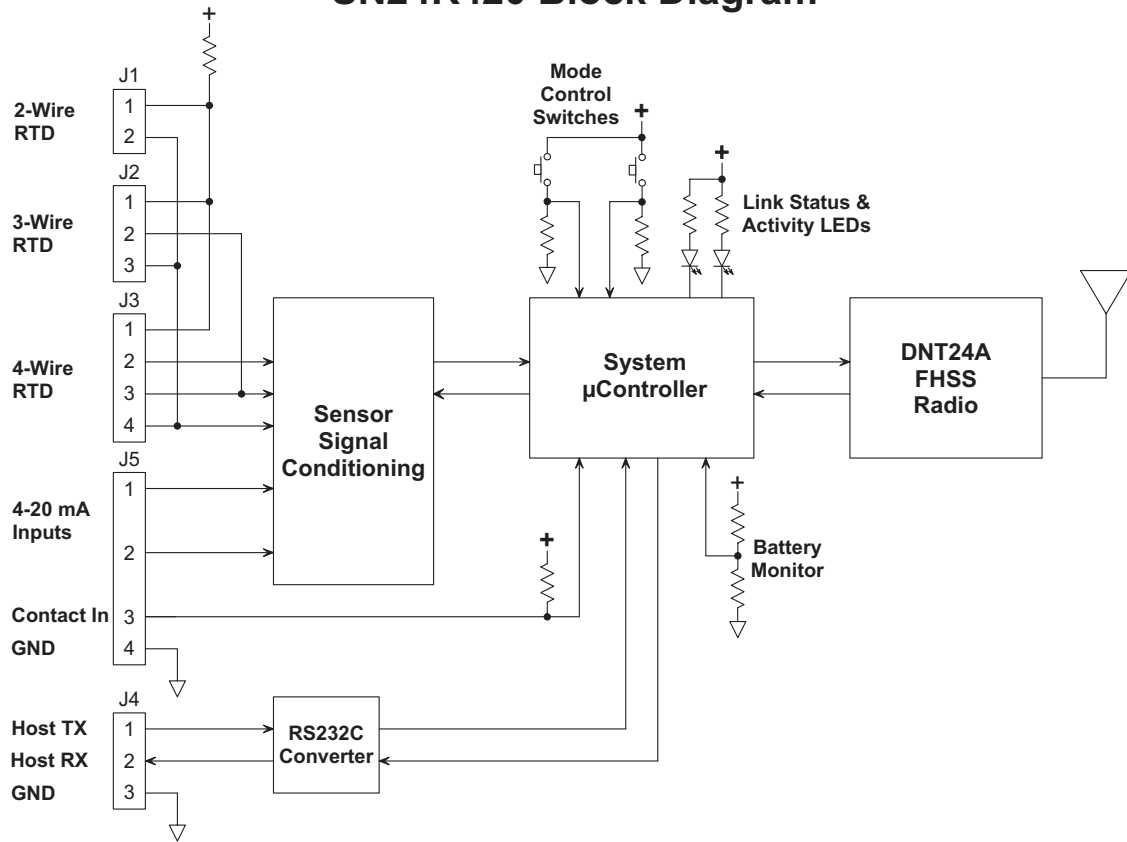 J1
2-Wire
RTD
1
2
J2
3-Wire
RTD
1
2
3
J3
4-Wire
RTD
1
2
3
4
J5
4-20 mA
Inputs
1
2
Contact In
3
GND
4
J4
Host TX
1
Host RX
2
GND
3
Sensor
Signal
Conditioning
RS232C
Converter
Mode
Control
Switches
Link Status &
Activity LEDs
System
µController
Battery
Monitor
DNT24A
FHSS
Radio
+
+
+
+
+